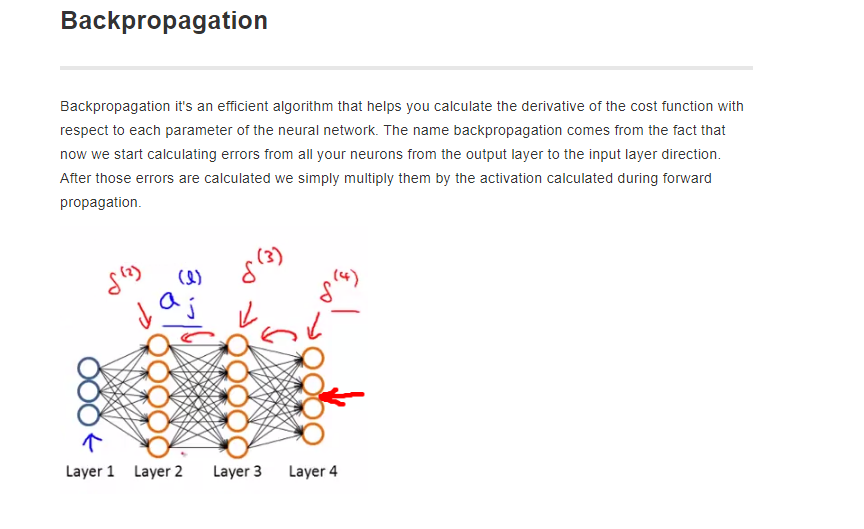 Backpropagation
Backpropagation it's an efficient algorithm that helps you calculate the derivative of the cost function with
respect to each parameter of the neural network. The name backpropagation comes from the fact that
now we start calculating errors from all your neurons from the output layer to the input layer direction.
After those errors are calculated we simply multiply them by the activation calculated during forward
propagation.
δ⁽²⁾ aⱼ⁽ˡ⁾ δ⁽³⁾ δ⁽⁴⁾
Layer 1 Layer 2 Layer 3 Layer 4